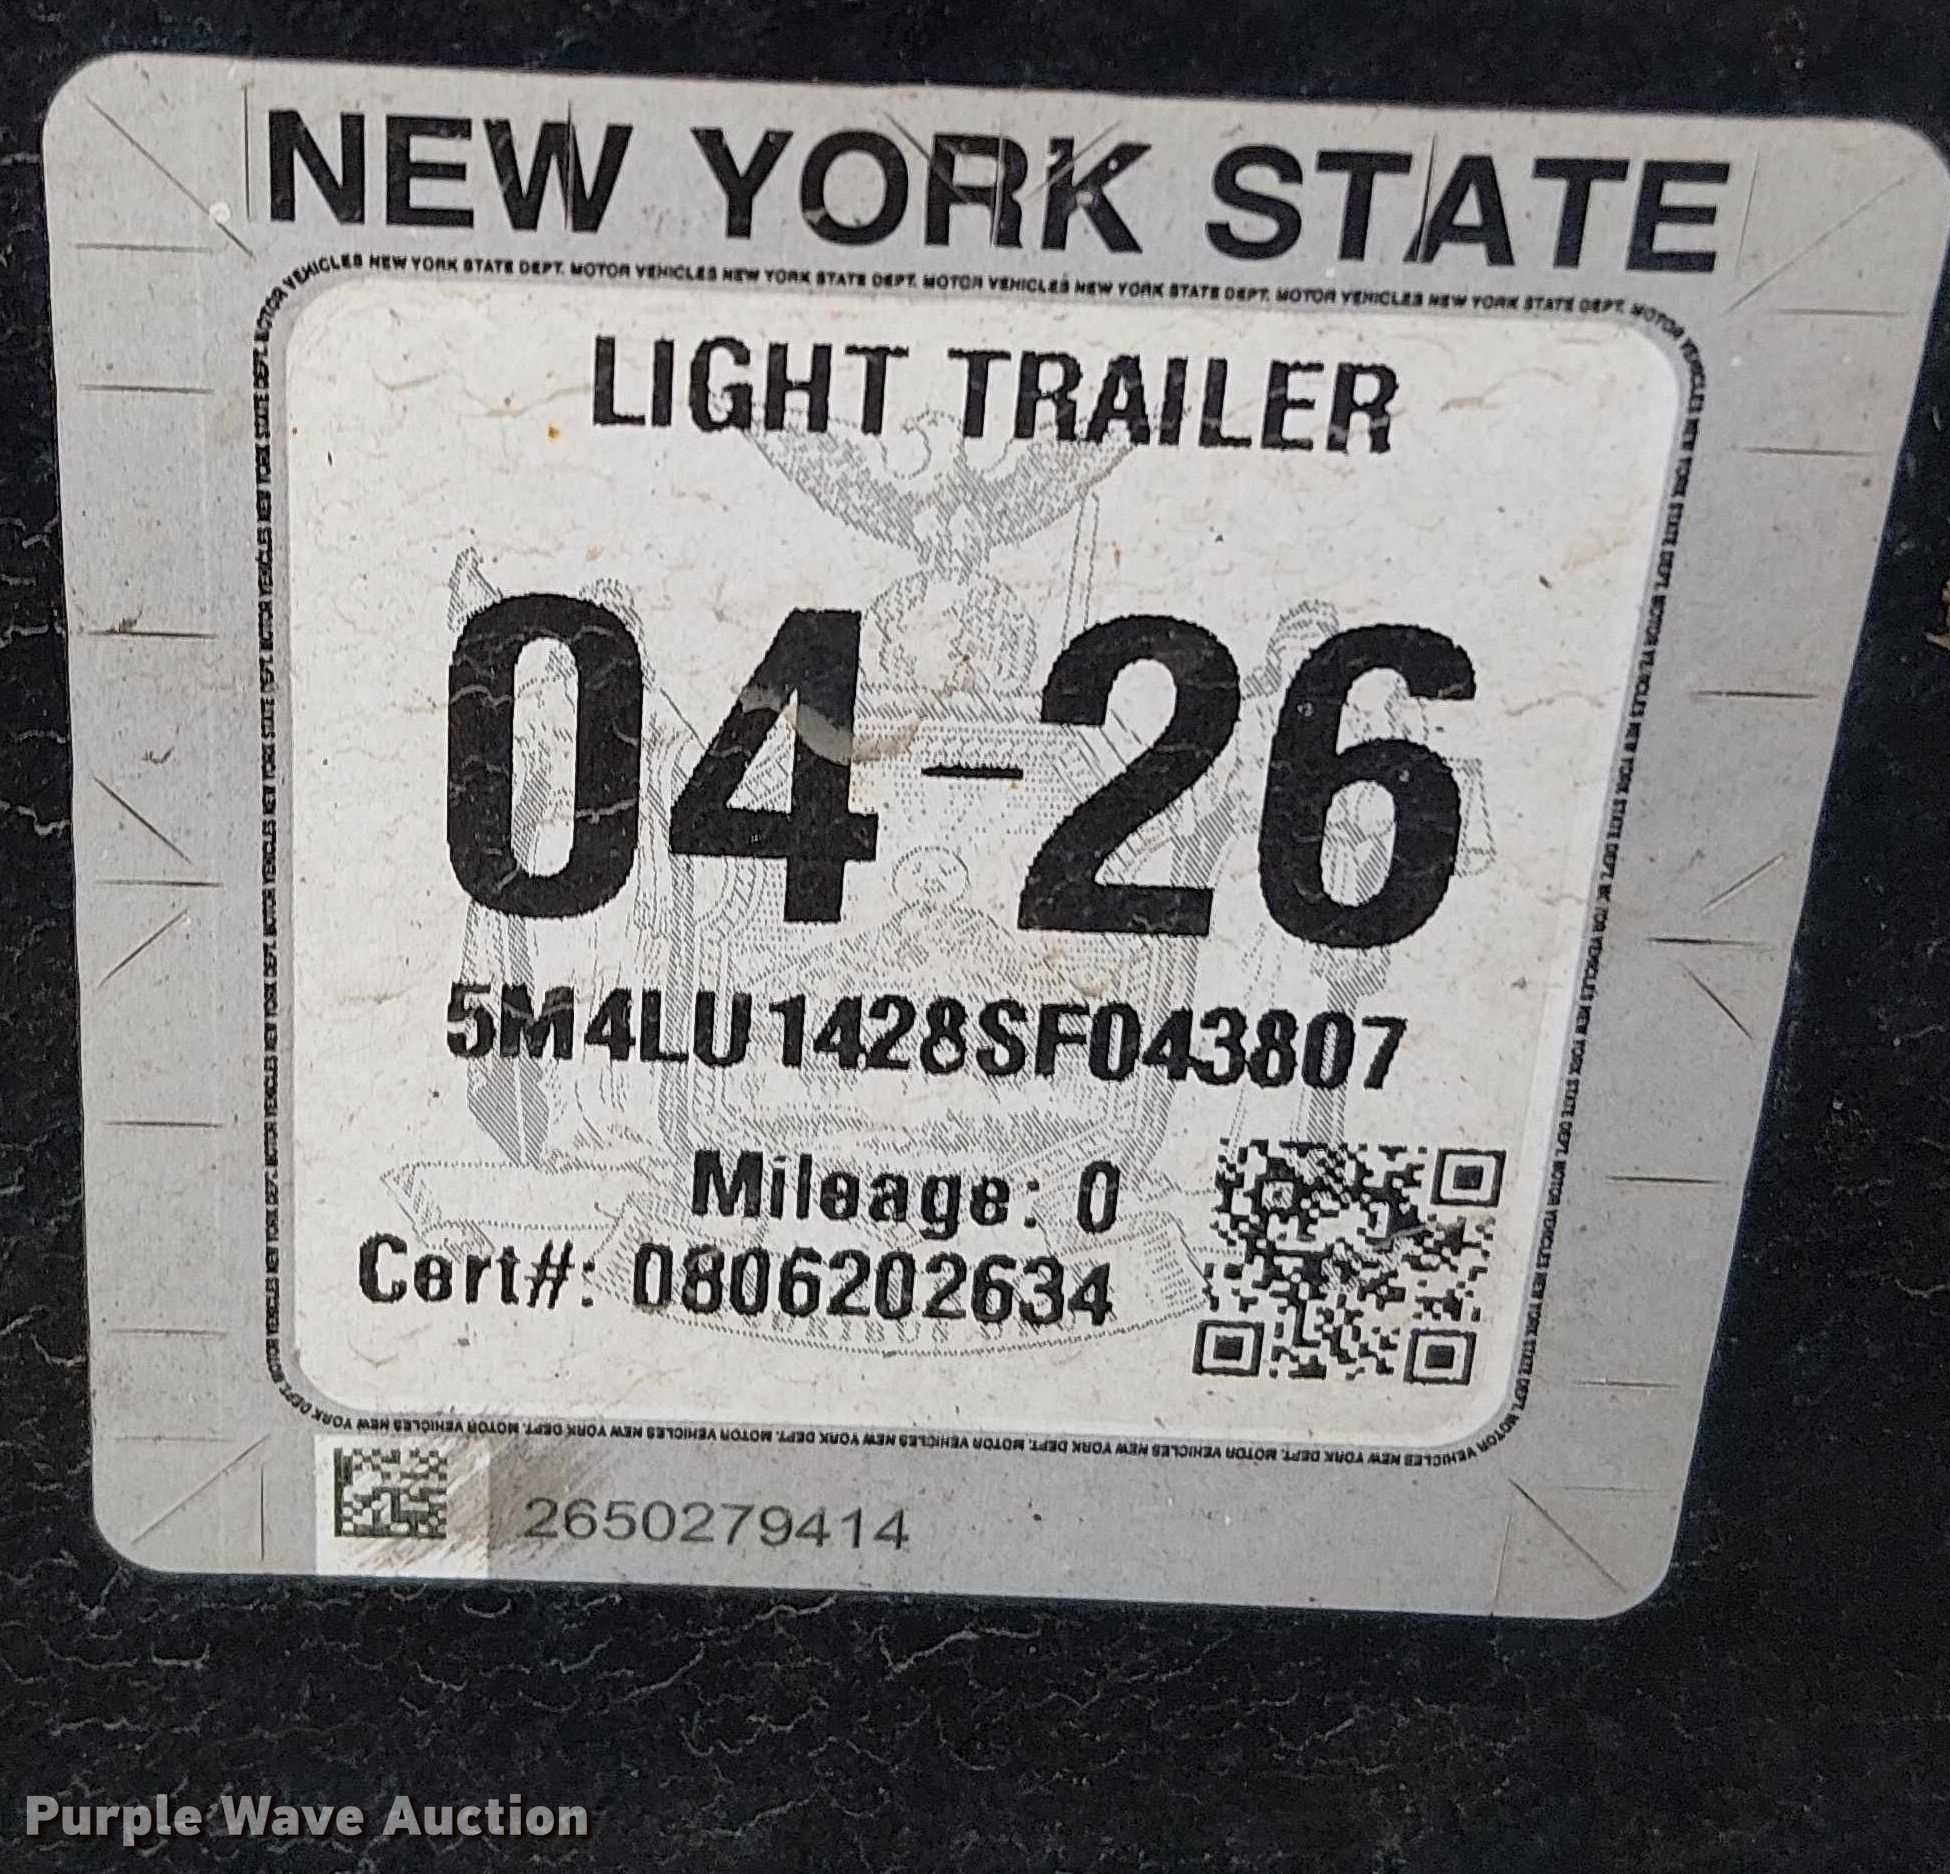 NEW YORK STATE
NEW YORK STATE DEPT. MOTOR VEHICLES NEW YORK STATE DEPT. MOTOR VEHICLES NEW YORK STATE DEPT. MOTOR VEHICLES NEW YORK STATE DEPT. MOTOR VEHICLES
LIGHT TRAILER
04-26
5M4LU1428SF043807
Mileage: 0
Cert#: 0806202634
2650279414
Purple Wave Auction